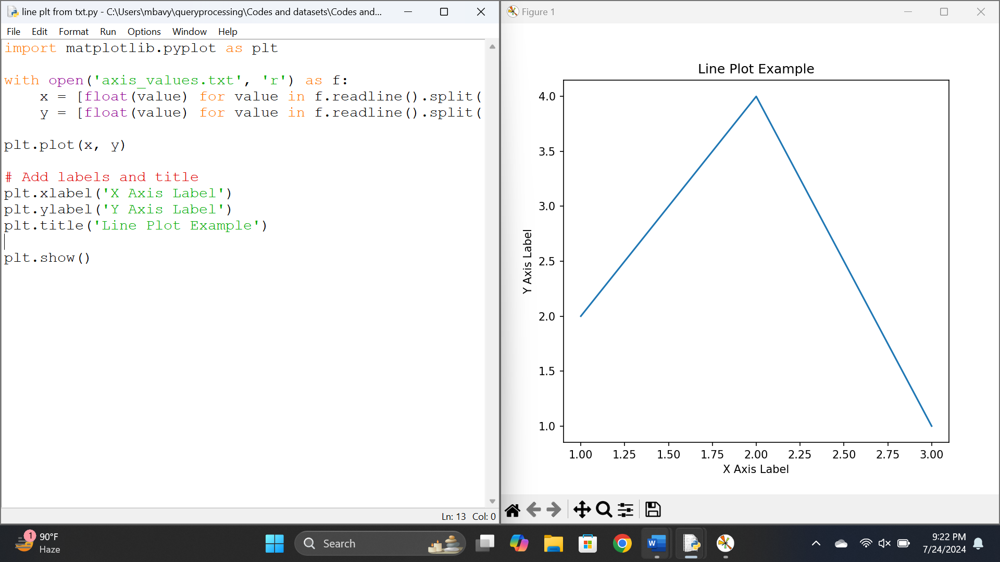 line plt from txt.py - C:\Users\mbavy\queryprocessing\Codes and datasets\Codes and...
File Edit Format Run Options Window Help
import matplotlib.pyplot as plt
with open('axis_values.txt', 'r') as f:
    x = [float(value) for value in f.readline().split(
    y = [float(value) for value in f.readline().split(
plt.plot(x, y)
# Add labels and title
plt.xlabel('X Axis Label')
plt.ylabel('Y Axis Label')
plt.title('Line Plot Example')
plt.show()
Ln: 13 Col: 0
Figure 1
Line Plot Example
4.0
3.5
3.0
2.5
2.0
1.5
1.0
Y Axis Label
1.00 1.25 1.50 1.75 2.00 2.25 2.50 2.75 3.00
X Axis Label
1
90°F
Haze
Search
W
9:22 PM
7/24/2024